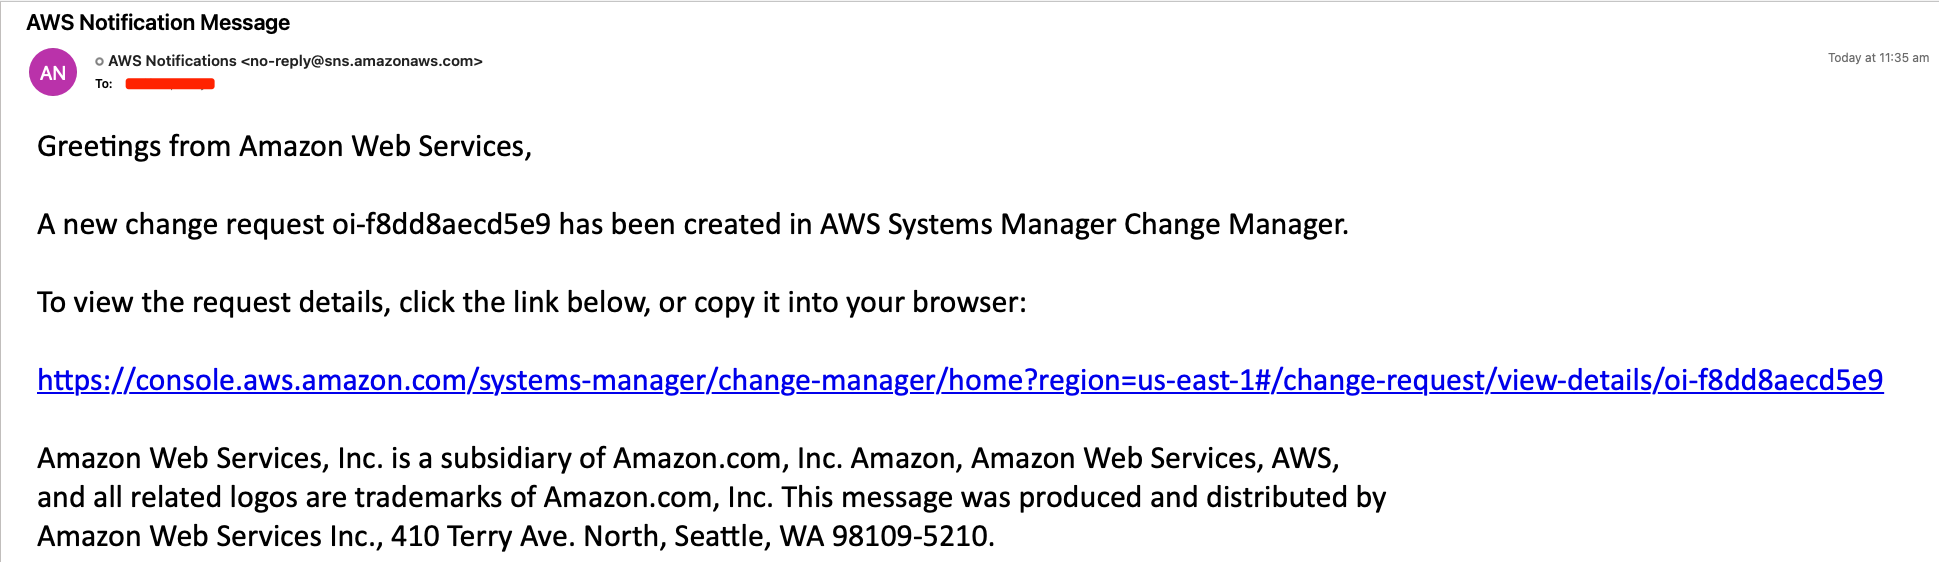 AWS Notification Message
AN
AWS Notifications <no-reply@sns.amazonaws.com>
Today at 11:35 am
To:
Greetings from Amazon Web Services,
A new change request oi-f8dd8aecd5e9 has been created in AWS Systems Manager Change Manager.
To view the request details, click the link below, or copy it into your browser:
https://console.aws.amazon.com/systems-manager/change-manager/home?region=us-east-1#/change-request/view-details/oi-f8dd8aecd5e9
Amazon Web Services, Inc. is a subsidiary of Amazon.com, Inc. Amazon, Amazon Web Services, AWS,
and all related logos are trademarks of Amazon.com, Inc. This message was produced and distributed by
Amazon Web Services Inc., 410 Terry Ave. North, Seattle, WA 98109-5210.